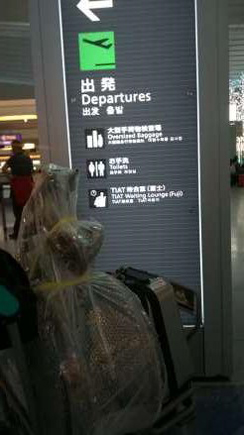 出発
Departures
出发 출발
大型手荷物検査場
Oversized Baggage
お手洗
Toilets
TIAT 待合室(富士)
TIAT Waiting Lounge (Fuji)